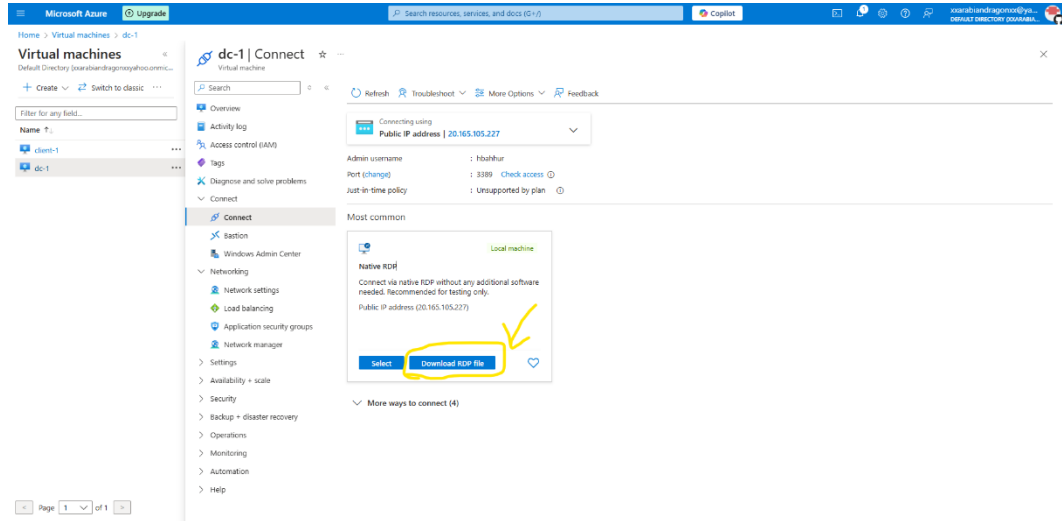 Microsoft Azure
Upgrade
Search resources, services, and docs (G+/)
Copilot
xxarabiandragonxx@ya...
DEFAULT DIRECTORY (XXARABIA...
Home > Virtual machines > dc-1
Virtual machines
«
Default Directory (xxarabiandragonxxyahoo.onmic...
+ Create
Switch to classic
...
Filter for any field...
Name ↑↓
client-1
...
dc-1
...
Page 1 of 1
dc-1 | Connect
...
Virtual machine
Search
«
Overview
Activity log
Access control (IAM)
Tags
Diagnose and solve problems
Connect
Connect
Bastion
Windows Admin Center
Networking
Network settings
Load balancing
Application security groups
Network manager
Settings
Availability + scale
Security
Backup + disaster recovery
Operations
Monitoring
Automation
Help
Refresh
Troubleshoot
More Options
Feedback
Connecting using
Public IP address | 20.165.105.227
Admin username : hbahhur
Port (change) : 3389 Check access
Just-in-time policy : Unsupported by plan
Most common
Local machine
Native RDP
Connect via native RDP without any additional software
needed. Recommended for testing only.
Public IP address (20.165.105.227)
Select
Download RDP file
More ways to connect (4)